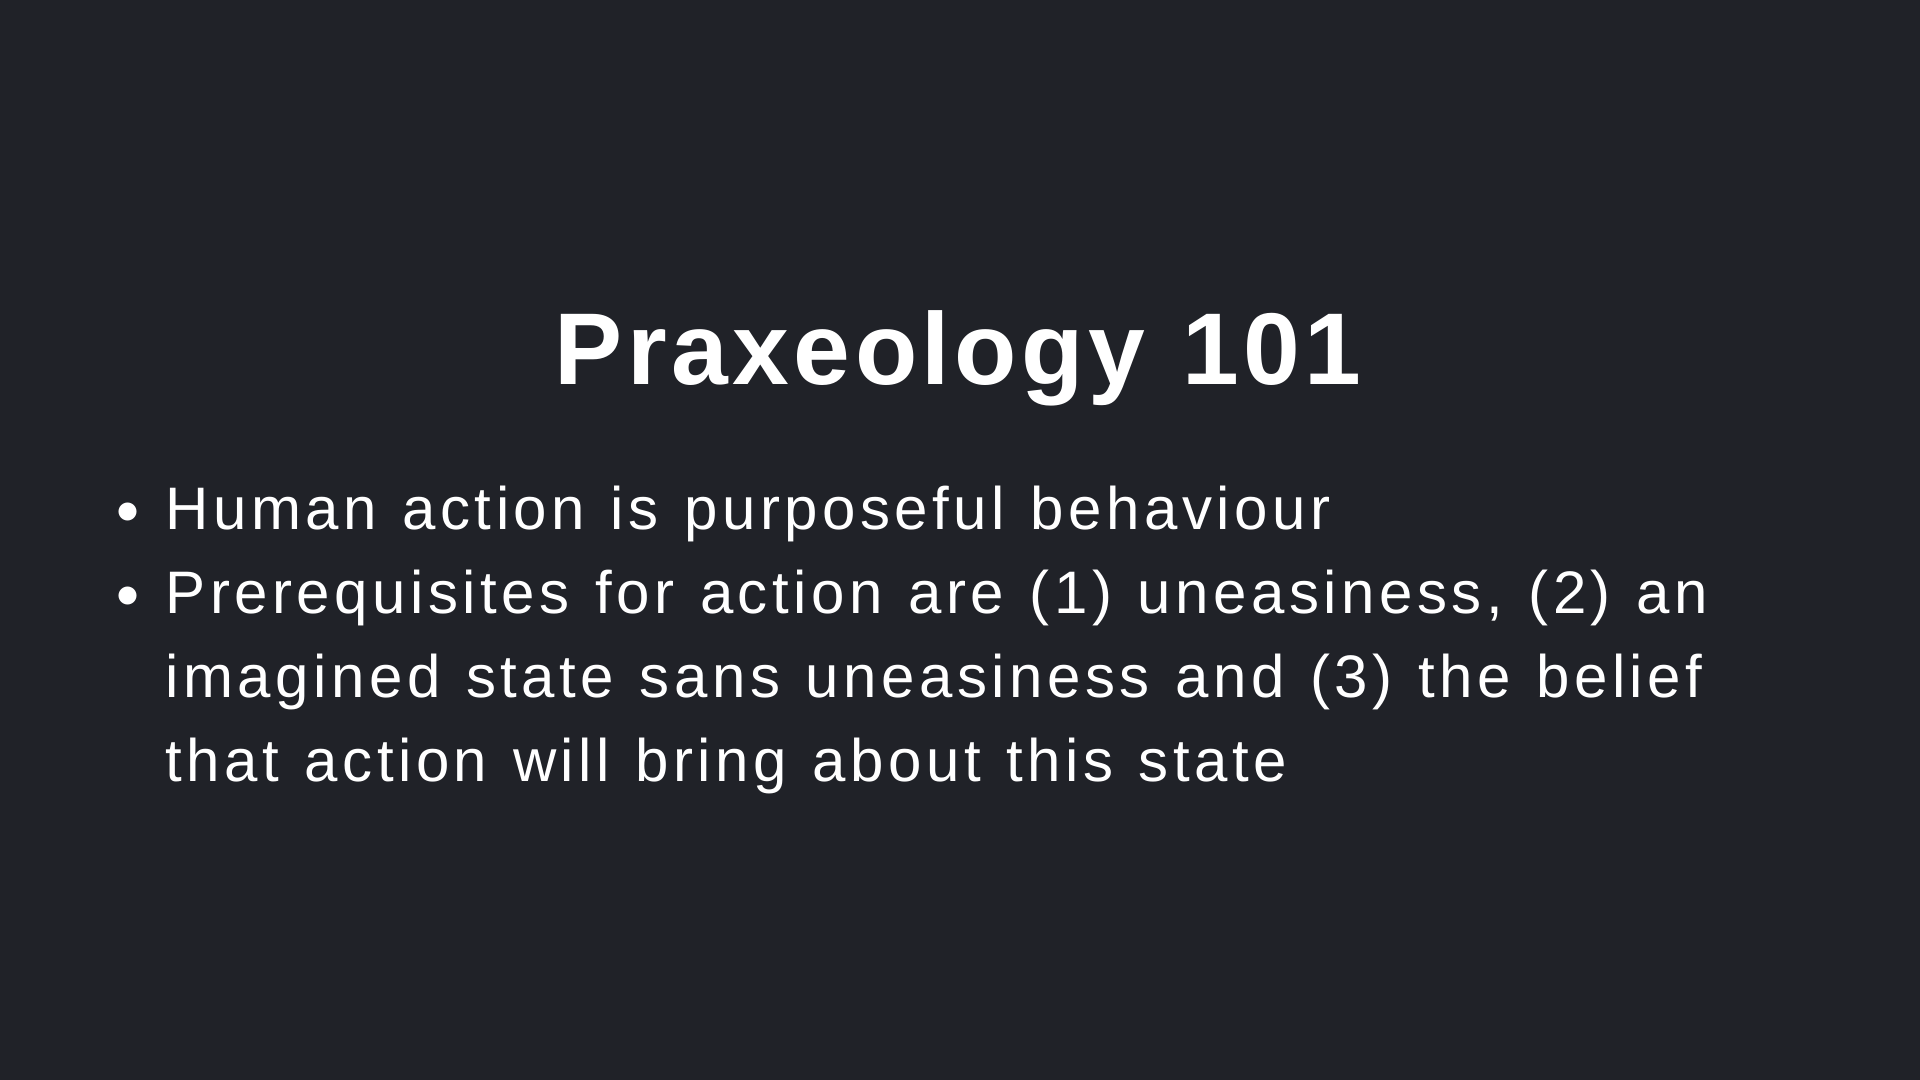 Praxeology 101
• Human action is purposeful behaviour
• Prerequisites for action are (1) uneasiness, (2) an
imagined state sans uneasiness and (3) the belief
that action will bring about this state